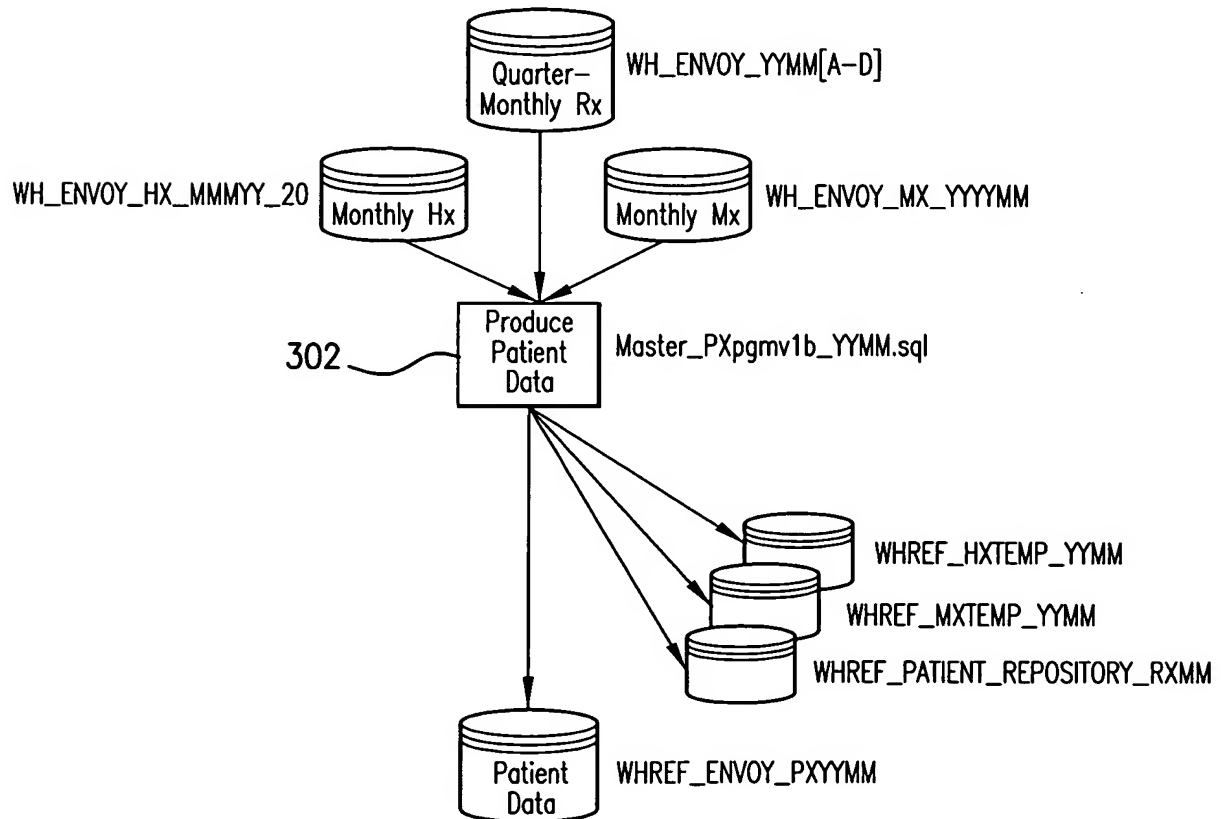 Quarter-
Monthly Rx
WH_ENVOY_YYMM[A-D]
WH_ENVOY_HX_MMMYY_20
Monthly Hx
Monthly Mx
WH_ENVOY_MX_YYYYMM
302
Produce
Patient
Data
Master_PXpgmv1b_YYMM.sql
WHREF_HXTEMP_YYMM
WHREF_MXTEMP_YYMM
WHREF_PATIENT_REPOSITORY_RXMM
Patient
Data
WHREF_ENVOY_PXYYMM